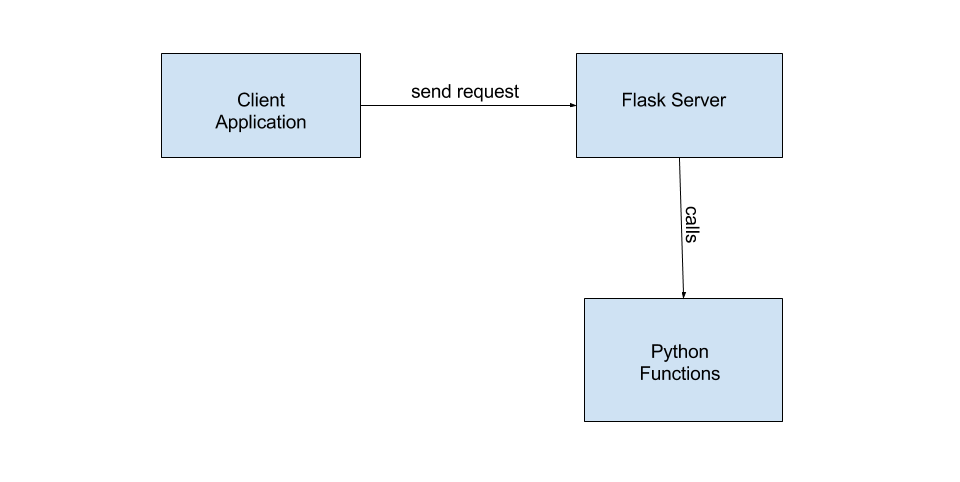 Client
Application
send request
Flask Server
calls
Python
Functions